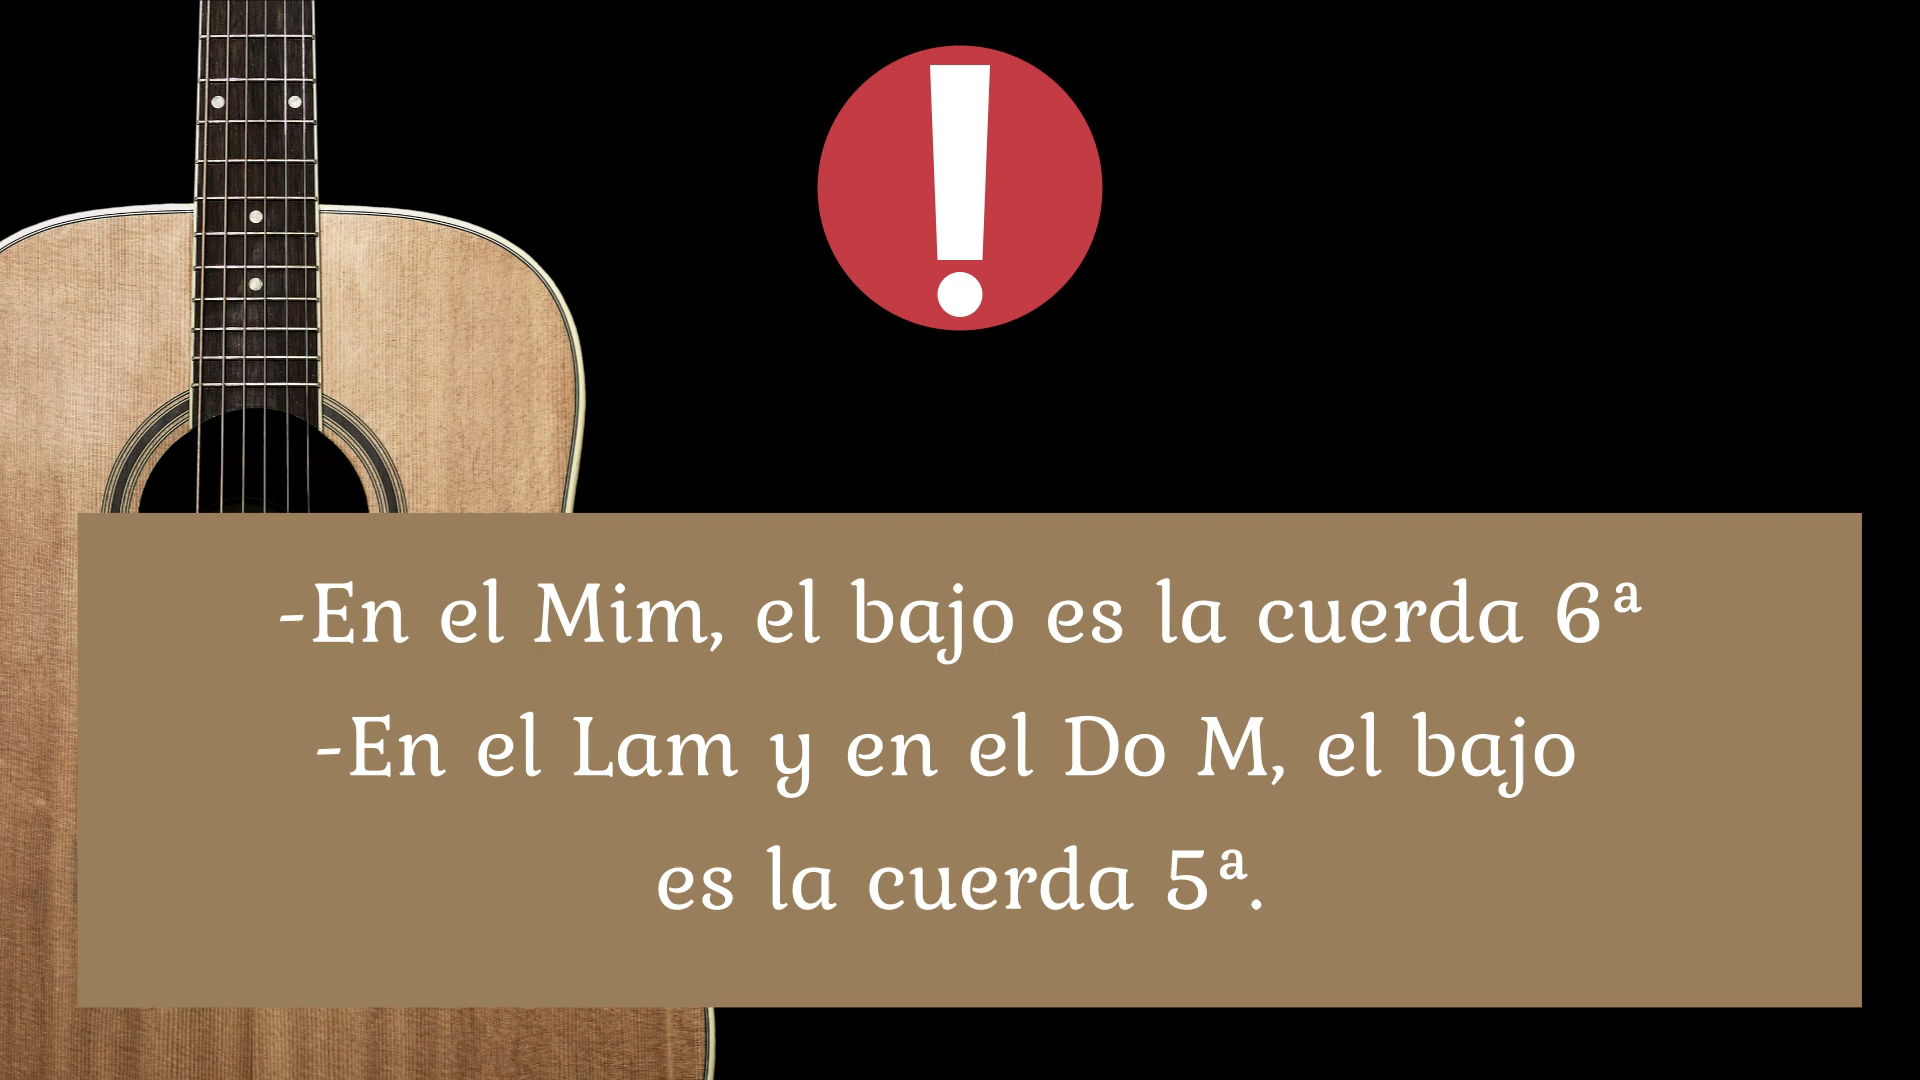 -En el Mim, el bajo es la cuerda 6ª
-En el Lam y en el Do M, el bajo
es la cuerda 5ª.